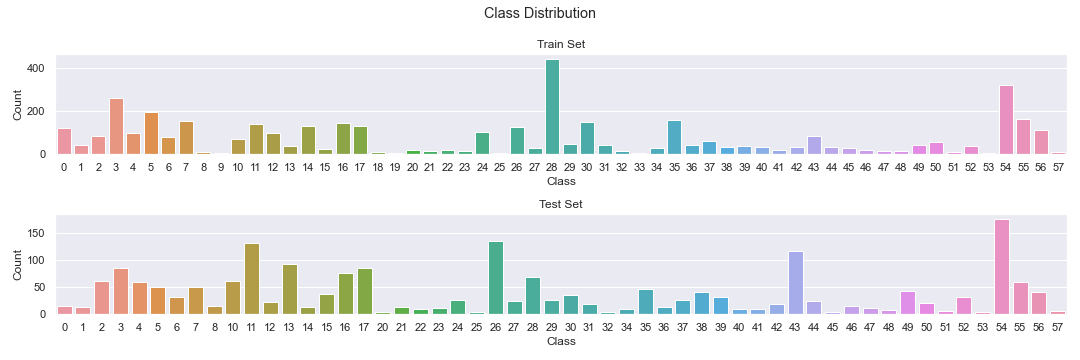 Class Distribution
Train Set
400
200
0
Count
0 1 2 3 4 5 6 7 8 9 10 11 12 13 14 15 16 17 18 19 20 21 22 23 24 25 26 27 28 29 30 31 32 33 34 35 36 37 38 39 40 41 42 43 44 45 46 47 48 49 50 51 52 53 54 55 56 57
Class
Test Set
150
100
50
0
Count
0 1 2 3 4 5 6 7 8 10 11 12 13 14 15 16 17 20 21 22 23 24 25 26 27 28 29 30 31 32 34 35 36 37 38 39 40 41 42 43 44 45 46 47 48 49 50 51 52 53 54 55 56 57
Class